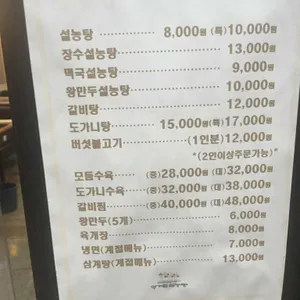 설농탕 8,000원 (특)10,000원
장수설농탕 13,000원
떡국설농탕 9,000원
왕만두설농탕 10,000원
갈비탕 12,000원
도가니탕 15,000원(특)17,000원
버섯불고기 (1인분)12,000원
*(2인이상주문가능)*
모듬수육 (중)28,000원 (대)32,000원
도가니수육 (중)32,000원 (대)38,000원
갈비찜 (중)40,000원 (대)48,000원
왕만두(5개) 6,000원
육개장 8,000원
냉면(계절메뉴) 7,000원
삼계탕(계절메뉴) 13,000원